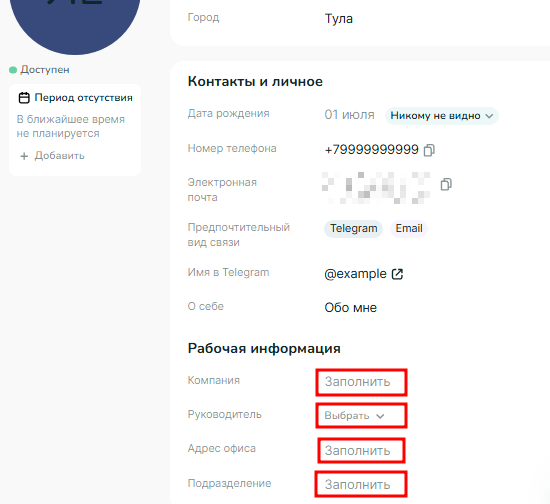 Город Тула
Доступен
Период отсутствия
В ближайшее время
не планируется
+ Добавить
Контакты и личное
Дата рождения 01 июля Никому не видно
Номер телефона +79999999999
Электронная
почта
Предпочтительный
вид связи Telegram Email
Имя в Telegram @example
О себе Обо мне
Рабочая информация
Компания Заполнить
Руководитель Выбрать
Адрес офиса Заполнить
Подразделение Заполнить